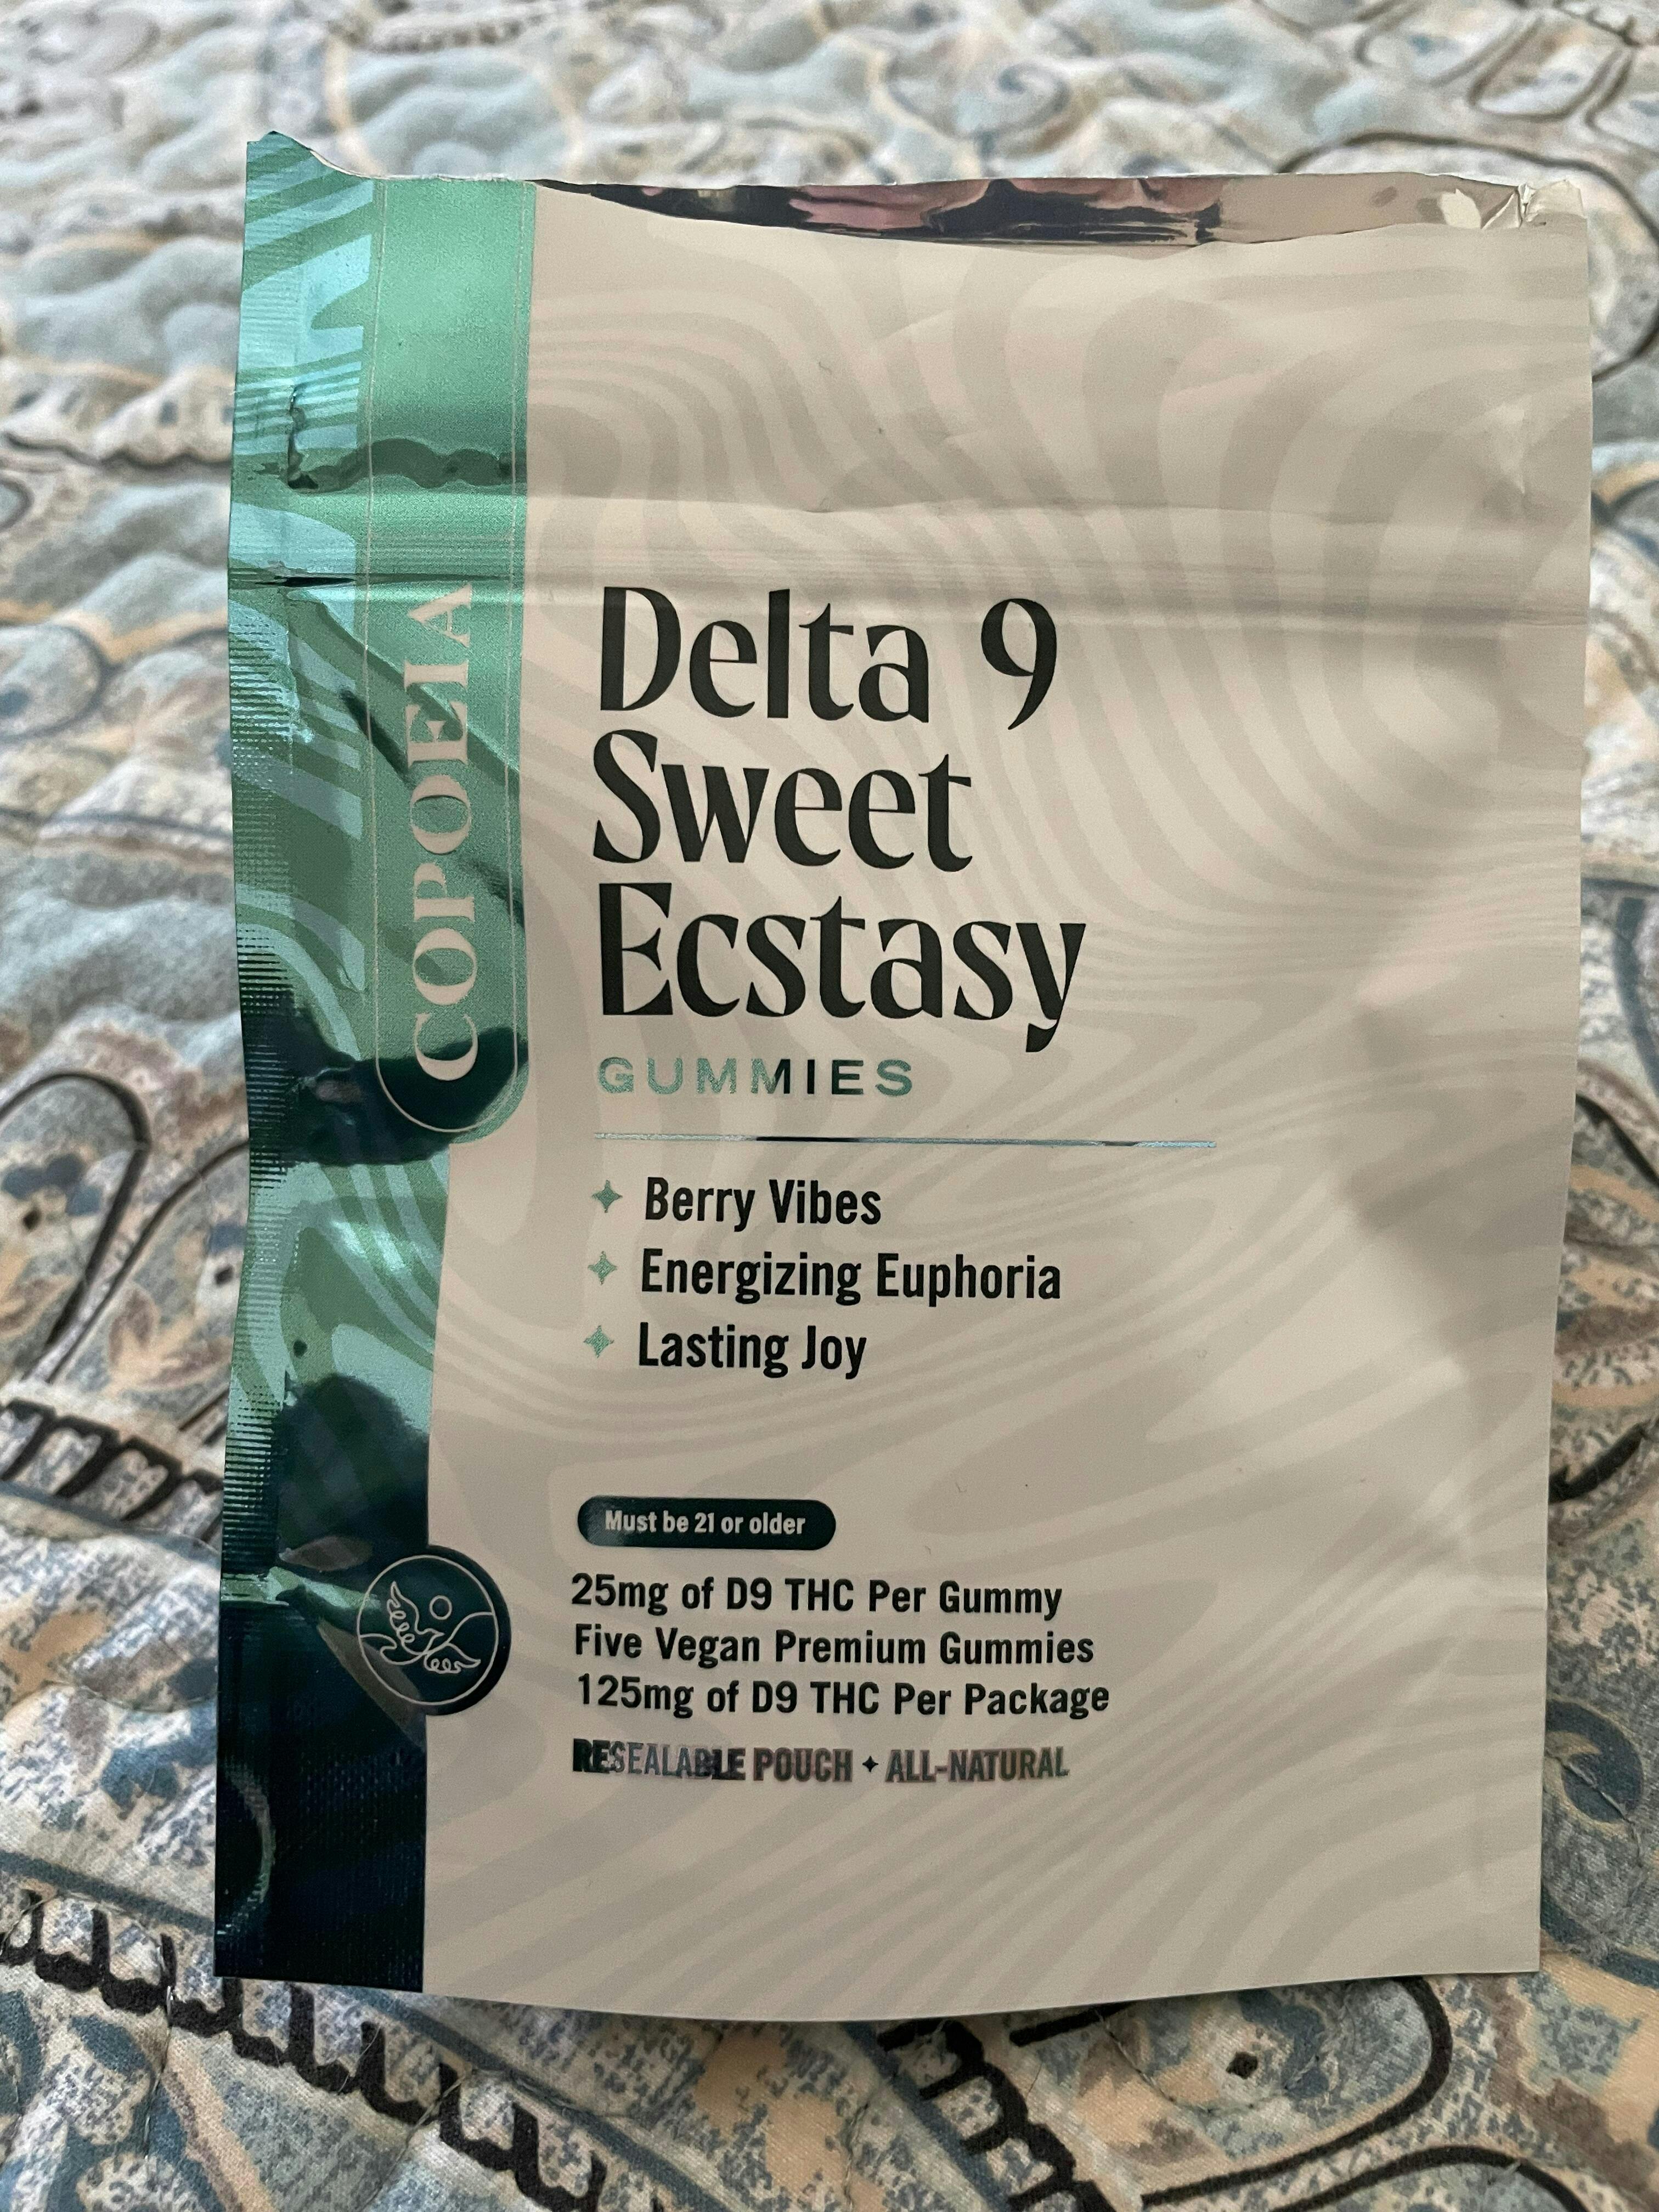 COPOEIA
Delta 9
Sweet
Ecstasy
GUMMIES
Berry Vibes
Energizing Euphoria
Lasting Joy
Must be 21 or older
25mg of D9 THC Per Gummy
Five Vegan Premium Gummies
125mg of D9 THC Per Package
RESEALABLE POUCH ✦ ALL-NATURAL